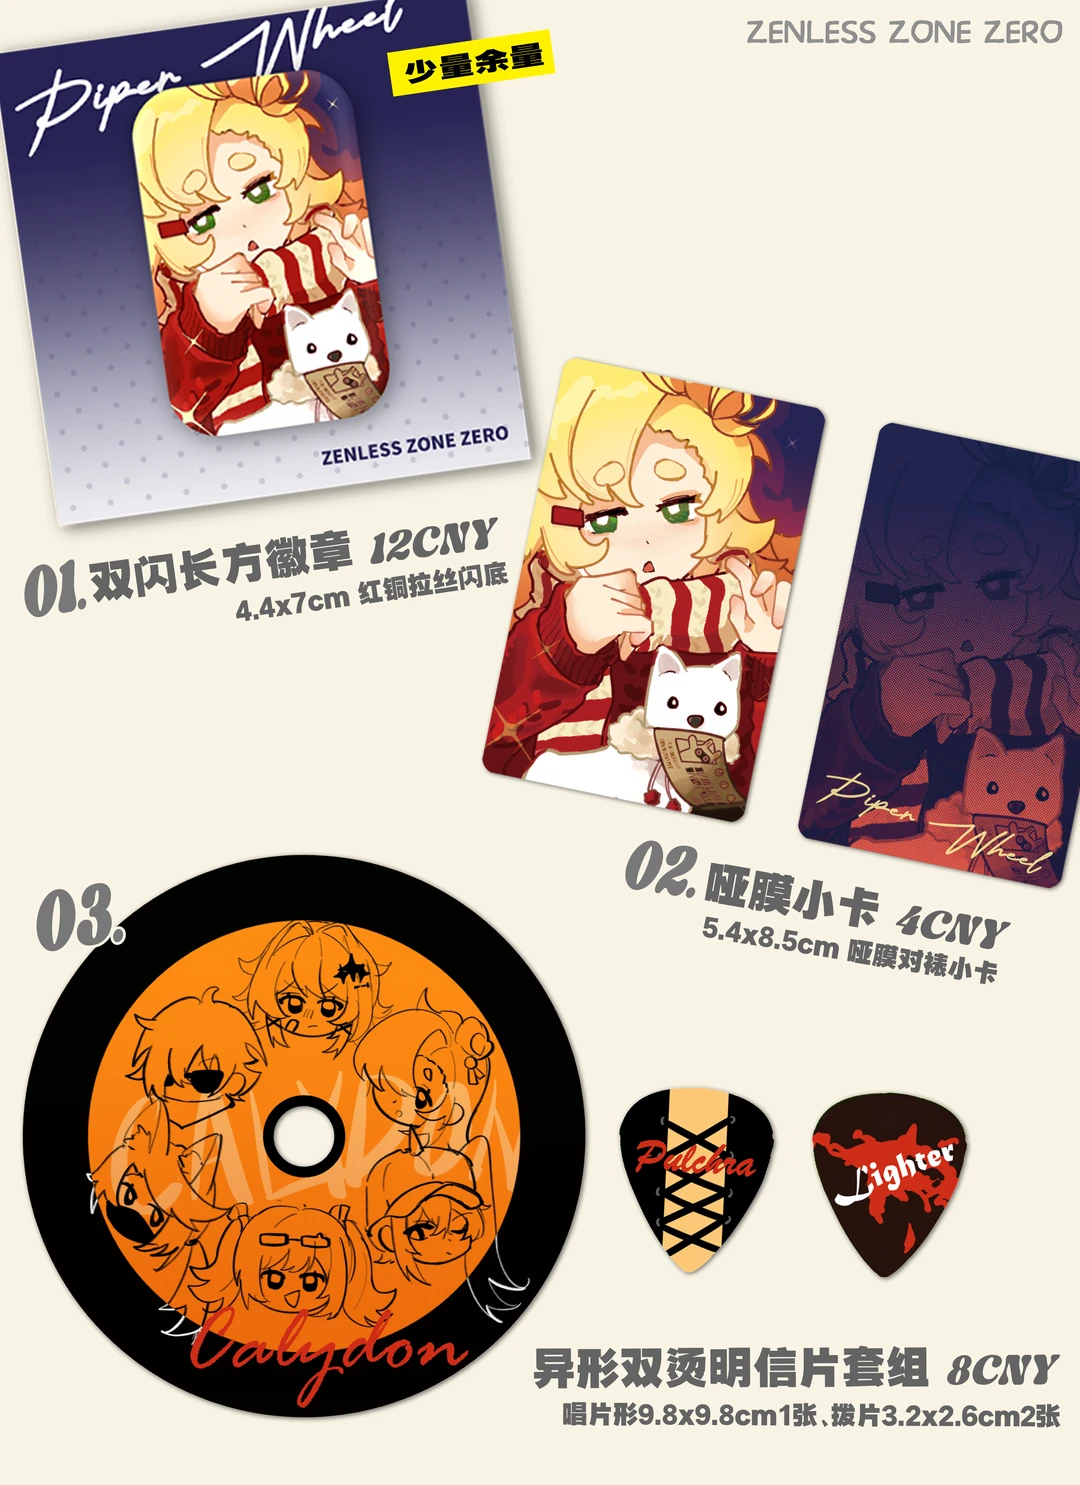 ZENLESS ZONE ZERO
Piper Wheel
少量余量
ZENLESS ZONE ZERO
01.双闪长方徽章 12CNY
4.4x7cm 红铜拉丝闪底
Piper Wheel
02.哑膜小卡 4CNY
5.4x8.5cm 哑膜对裱小卡
03.
CALYDON
Calydon
Pulchra
Lighter
异形双烫明信片套组 8CNY
唱片形9.8x9.8cm1张、拨片3.2x2.6cm2张